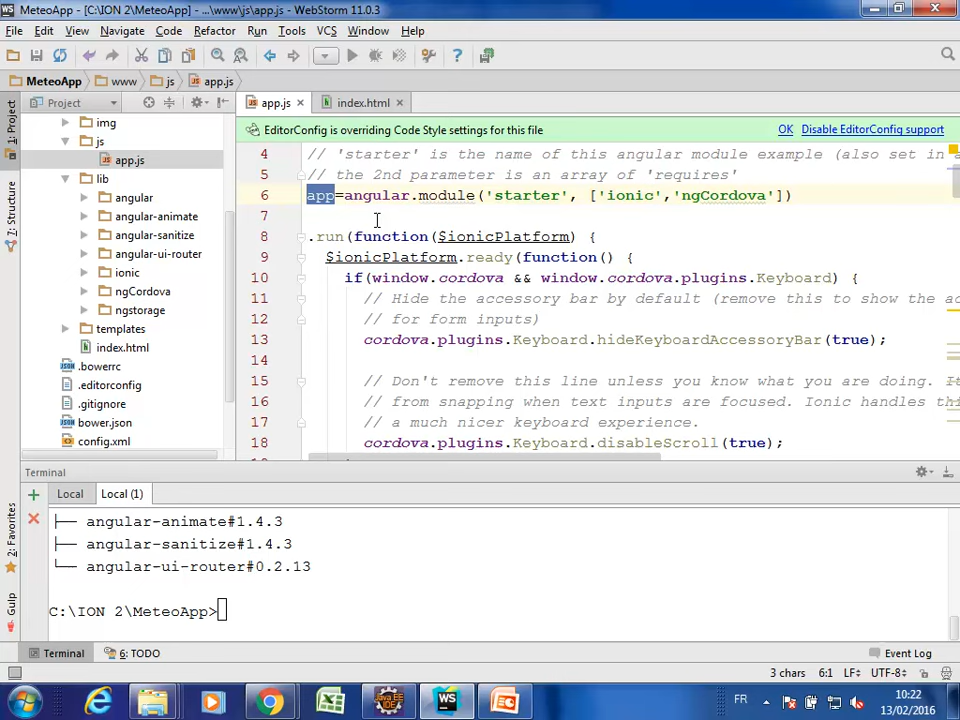 MeteoApp - [C:\ION 2\MeteoApp] - ...\www\js\app.js - WebStorm 11.0.3
File Edit View Navigate Code Refactor Run Tools VCS Window Help
MeteoApp www js app.js
Project app.js index.html
EditorConfig is overriding Code Style settings for this file OK Disable EditorConfig support
1: Project
7: Structure
2: Favorites
Gulp
img
js
app.js
lib
angular
angular-animate
angular-sanitize
angular-ui-router
ionic
ngCordova
ngstorage
templates
index.html
.bowerrc
.editorconfig
.gitignore
bower.json
config.xml
4 // 'starter' is the name of this angular module example (also set in a
5 // the 2nd parameter is an array of 'requires'
6 app=angular.module('starter', ['ionic','ngCordova'])
7
8 .run(function($ionicPlatform) {
9 $ionicPlatform.ready(function() {
10 if(window.cordova && window.cordova.plugins.Keyboard) {
11 // Hide the accessory bar by default (remove this to show the ac
12 // for form inputs)
13 cordova.plugins.Keyboard.hideKeyboardAccessoryBar(true);
14
15 // Don't remove this line unless you know what you are doing. It
16 // from snapping when text inputs are focused. Ionic handles thi
17 // a much nicer keyboard experience.
18 cordova.plugins.Keyboard.disableScroll(true);
Terminal
Local Local (1)
├── angular-animate#1.4.3
├── angular-sanitize#1.4.3
└── angular-ui-router#0.2.13
C:\ION 2\MeteoApp>
Terminal 6: TODO Event Log
3 chars 6:1 LF÷ UTF-8÷
FR 10:22
13/02/2016